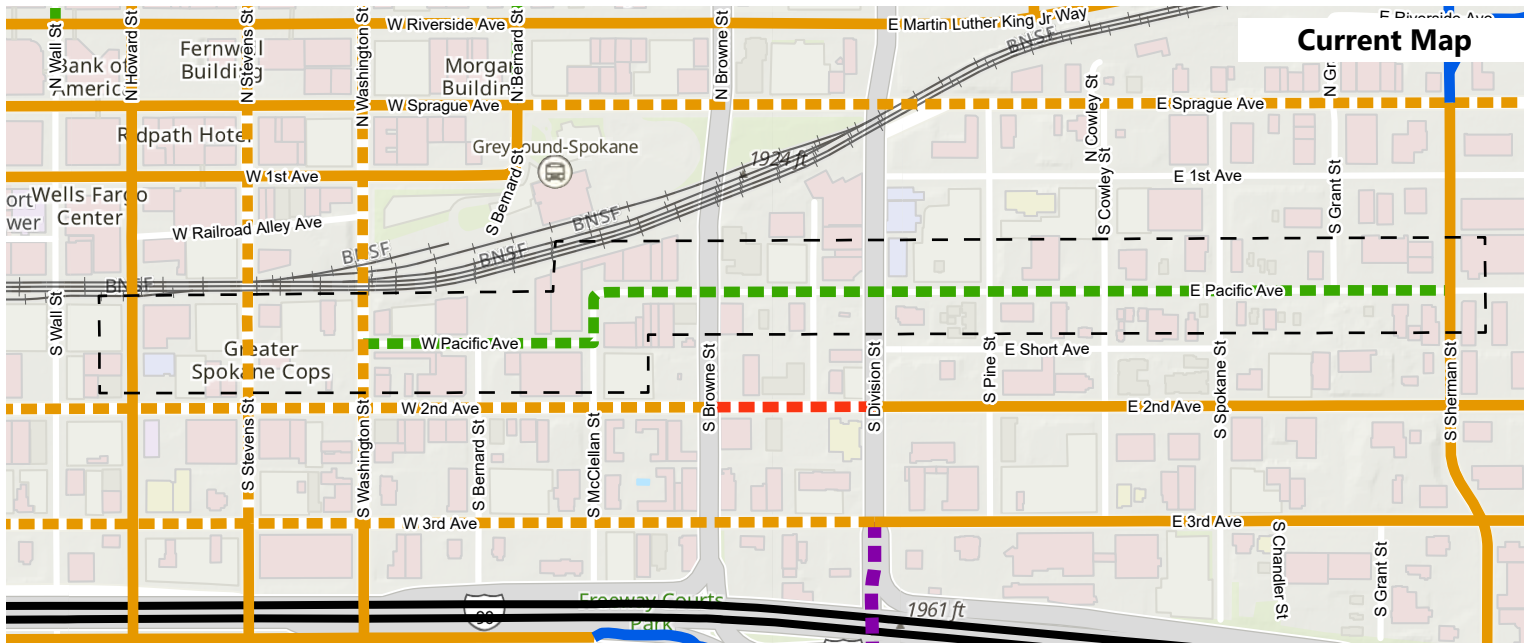 W Riverside Ave
E Martin Luther King Jr Way
E Riverside Ave
Current Map
N Wall St
N Howard St
N Stevens St
N Washington St
N Bernard St
N Browne St
BNSF
Bank of
America
Fernwell
Building
Morgan
Building
W Sprague Ave
E Sprague Ave
N Cowley St
Ridpath Hotel
Greyhound-Spokane
1924 ft
W 1st Ave
E 1st Ave
Wells Fargo
Center
S Bernard St
S Cowley St
S Grant St
W Railroad Alley Ave
BNSF
BNSF
BNSF
BNSF
E Pacific Ave
S Wall St
Greater
Spokane Cops
W Pacific Ave
E Short Ave
S Browne St
S Division St
S Pine St
S Spokane St
S Sherman St
W 2nd Ave
E 2nd Ave
S Stevens St
S Washington St
S Bernard St
S McClellan St
W 3rd Ave
E 3rd Ave
S Chandler St
S Grant St
Freeway Courts
Park
1961 ft